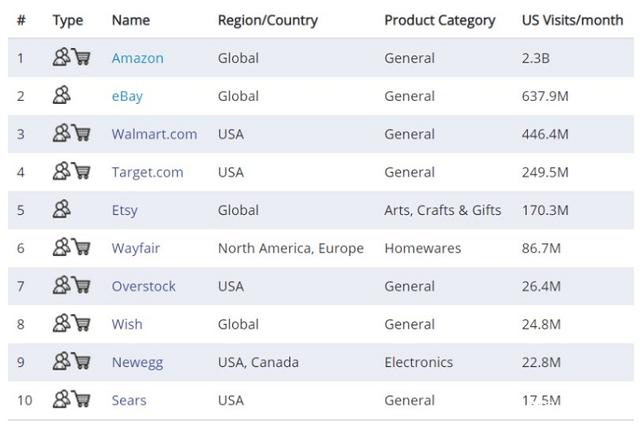 # Type Name Region/Country Product Category US Visits/month
1 Amazon Global General 2.3B
2 eBay Global General 637.9M
3 Walmart.com USA General 446.4M
4 Target.com USA General 249.5M
5 Etsy Global Arts, Crafts & Gifts 170.3M
6 Wayfair North America, Europe Homewares 86.7M
7 Overstock USA General 26.4M
8 Wish Global General 24.8M
9 Newegg USA, Canada Electronics 22.8M
10 Sears USA General 17.5M